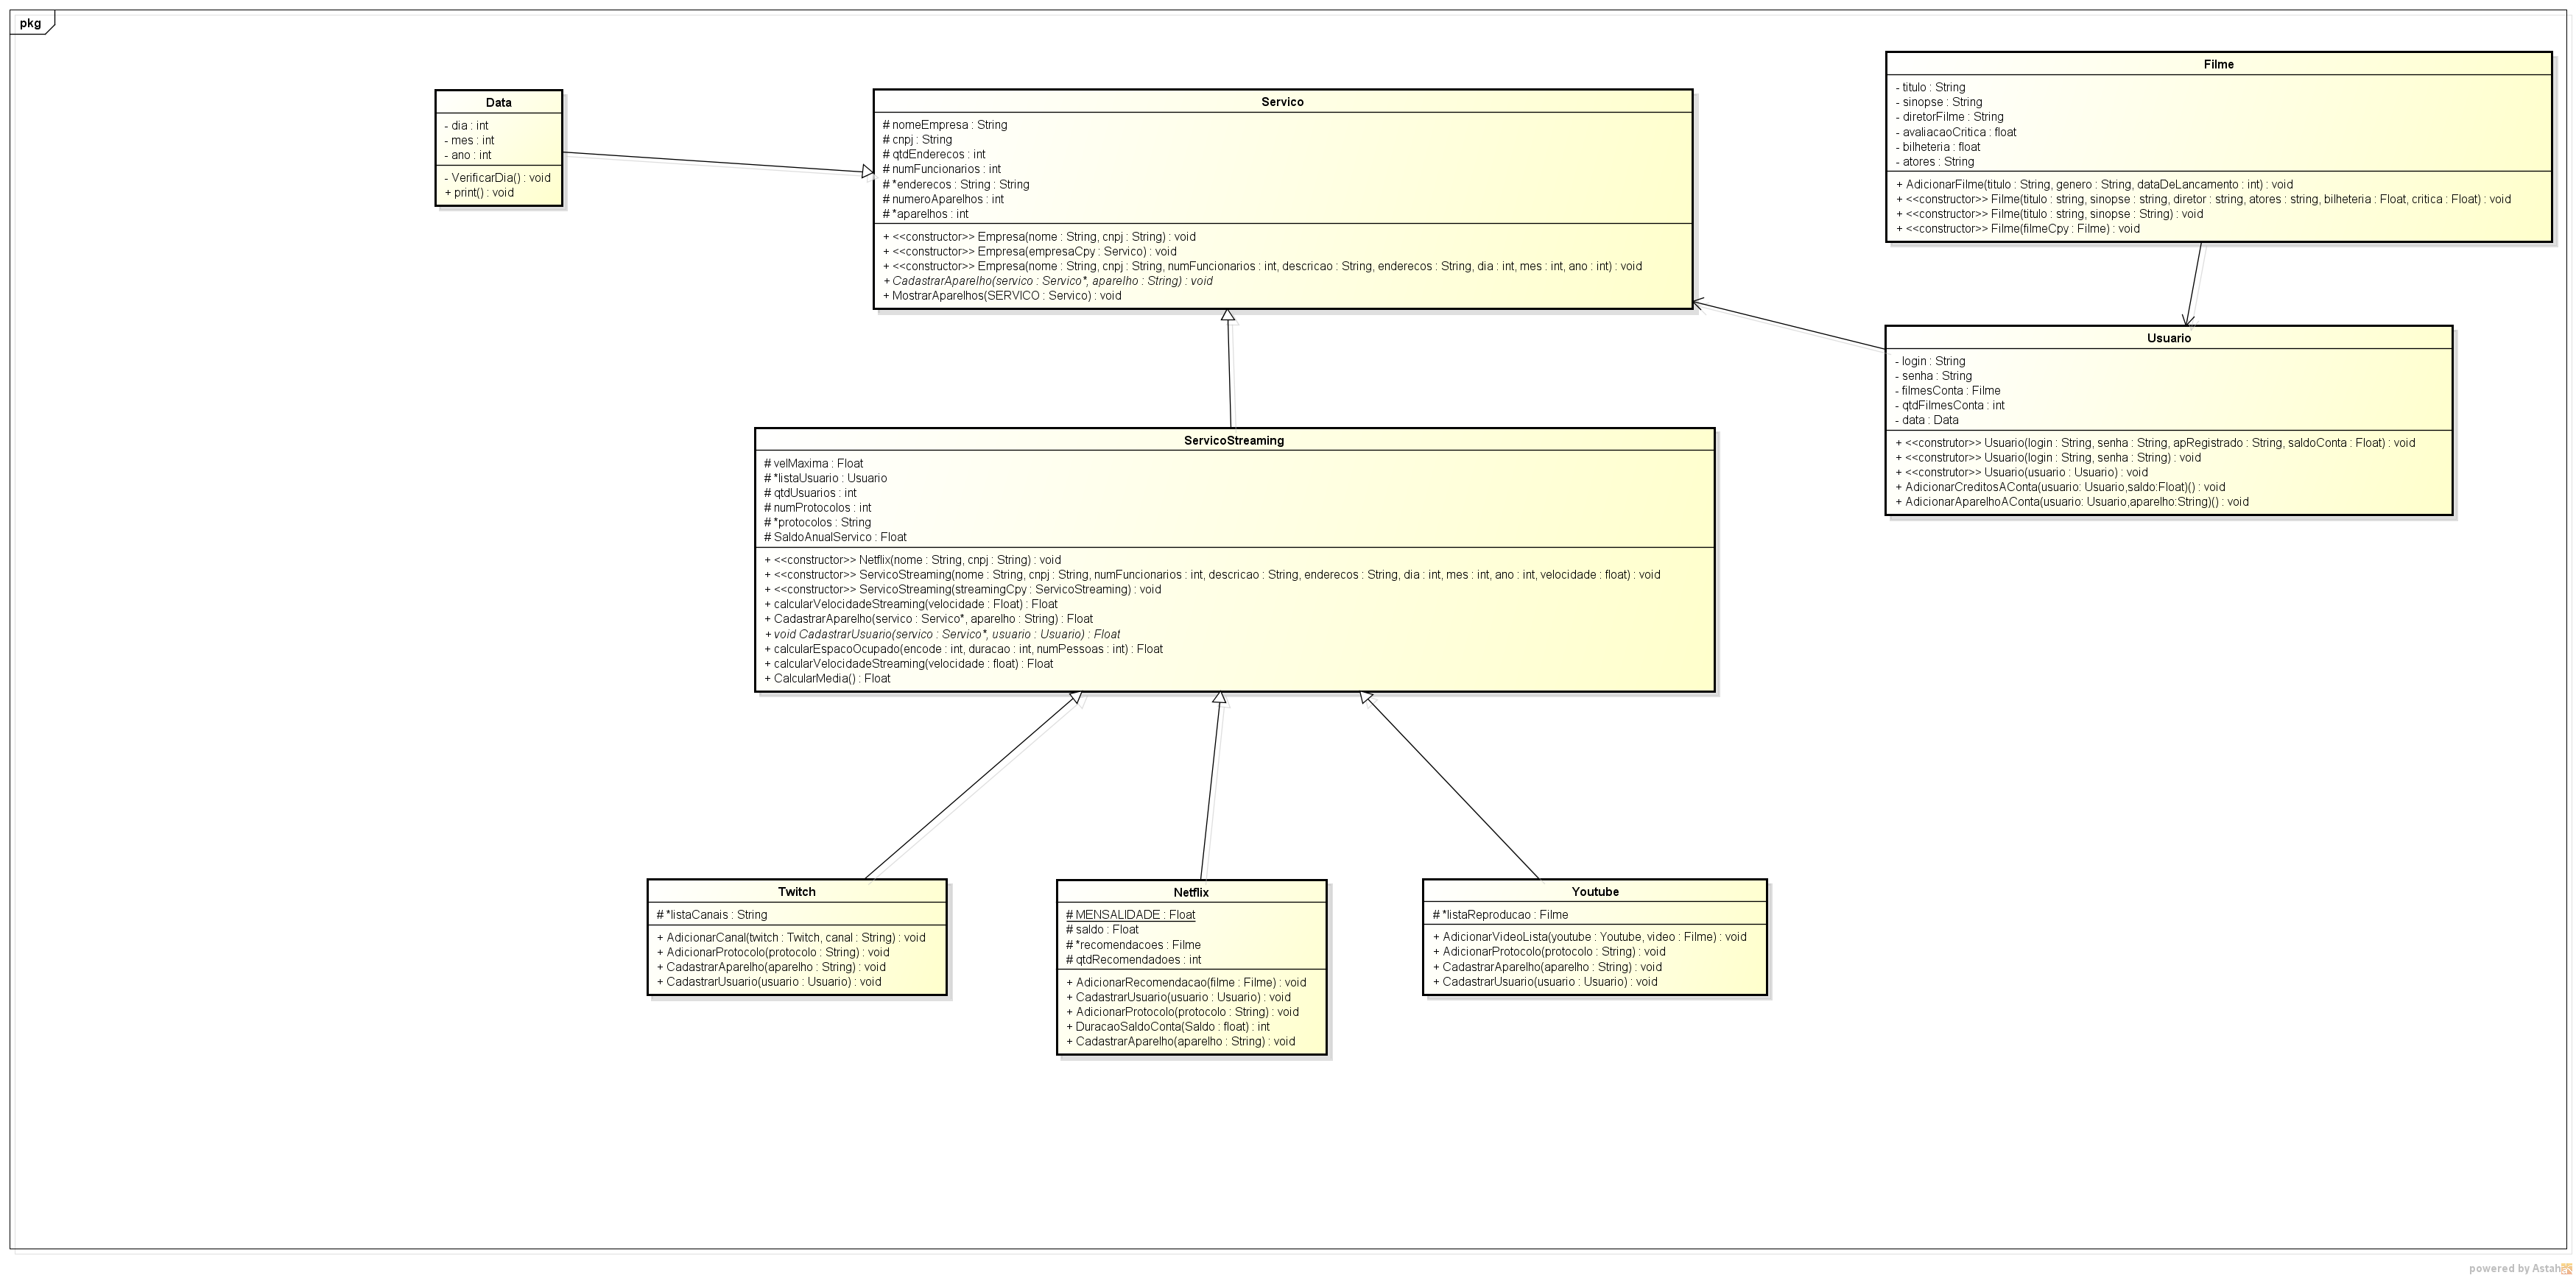 pkg
Data
- dia : int
- mes : int
- ano : int
- VerificarDia() : void
+ print() : void
Servico
# nomeEmpresa : String
# cnpj : String
# qtdEnderecos : int
# numFuncionarios : int
# *enderecos : String : String
# numeroAparelhos : int
# *aparelhos : int
+ <<constructor>> Empresa(nome : String, cnpj : String) : void
+ <<constructor>> Empresa(empresaCpy : Servico) : void
+ <<constructor>> Empresa(nome : String, cnpj : String, numFuncionarios : int, descricao : String, enderecos : String, dia : int, mes : int, ano : int) : void
+ CadastrarAparelho(servico : Servico*, aparelho : String) : void
+ MostrarAparelhos(SERVICO : Servico) : void
Filme
- titulo : String
- sinopse : String
- diretorFilme : String
- avaliacaoCritica : float
- bilheteria : float
- atores : String
+ AdicionarFilme(titulo : String, genero : String, dataDeLancamento : int) : void
+ <<constructor>> Filme(titulo : string, sinopse : string, diretor : string, atores : string, bilheteria : Float, critica : Float) : void
+ <<constructor>> Filme(titulo : string, sinopse : String) : void
+ <<constructor>> Filme(filmeCpy : Filme) : void
Usuario
- login : String
- senha : String
- filmesConta : Filme
- qtdFilmesConta : int
- data : Data
+ <<construtor>> Usuario(login : String, senha : String, apRegistrado : String, saldoConta : Float) : void
+ <<construtor>> Usuario(login : String, senha : String) : void
+ <<construtor>> Usuario(usuario : Usuario) : void
+ AdicionarCreditosAConta(usuario: Usuario,saldo:Float)() : void
+ AdicionarAparelhoAConta(usuario: Usuario,aparelho:String)() : void
ServicoStreaming
# velMaxima : Float
# *listaUsuario : Usuario
# qtdUsuarios : int
# numProtocolos : int
# *protocolos : String
# SaldoAnualServico : Float
+ <<constructor>> Netflix(nome : String, cnpj : String) : void
+ <<constructor>> ServicoStreaming(nome : String, cnpj : String, numFuncionarios : int, descricao : String, enderecos : String, dia : int, mes : int, ano : int, velocidade : float) : void
+ <<constructor>> ServicoStreaming(streamingCpy : ServicoStreaming) : void
+ calcularVelocidadeStreaming(velocidade : Float) : Float
+ CadastrarAparelho(servico : Servico*, aparelho : String) : Float
+ void CadastrarUsuario(servico : Servico*, usuario : Usuario) : Float
+ calcularEspacoOcupado(encode : int, duracao : int, numPessoas : int) : Float
+ calcularVelocidadeStreaming(velocidade : float) : Float
+ CalcularMedia() : Float
Twitch
# *listaCanais : String
+ AdicionarCanal(twitch : Twitch, canal : String) : void
+ AdicionarProtocolo(protocolo : String) : void
+ CadastrarAparelho(aparelho : String) : void
+ CadastrarUsuario(usuario : Usuario) : void
Netflix
# MENSALIDADE : Float
# saldo : Float
# *recomendacoes : Filme
# qtdRecomendadoes : int
+ AdicionarRecomendacao(filme : Filme) : void
+ CadastrarUsuario(usuario : Usuario) : void
+ AdicionarProtocolo(protocolo : String) : void
+ DuracaoSaldoConta(Saldo : float) : int
+ CadastrarAparelho(aparelho : String) : void
Youtube
# *listaReproducao : Filme
+ AdicionarVideoLista(youtube : Youtube, video : Filme) : void
+ AdicionarProtocolo(protocolo : String) : void
+ CadastrarAparelho(aparelho : String) : void
+ CadastrarUsuario(usuario : Usuario) : void
powered by Astah